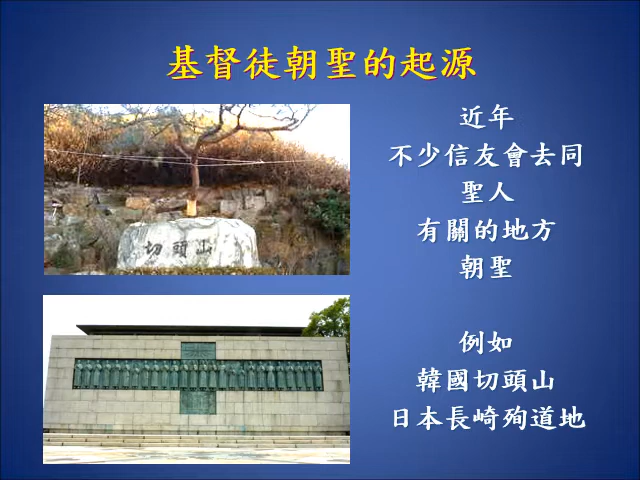 基督徒朝聖的起源
切頭山
近年
不少信友會去同
聖人
有關的地方
朝聖
例如
韓國切頭山
日本長崎殉道地